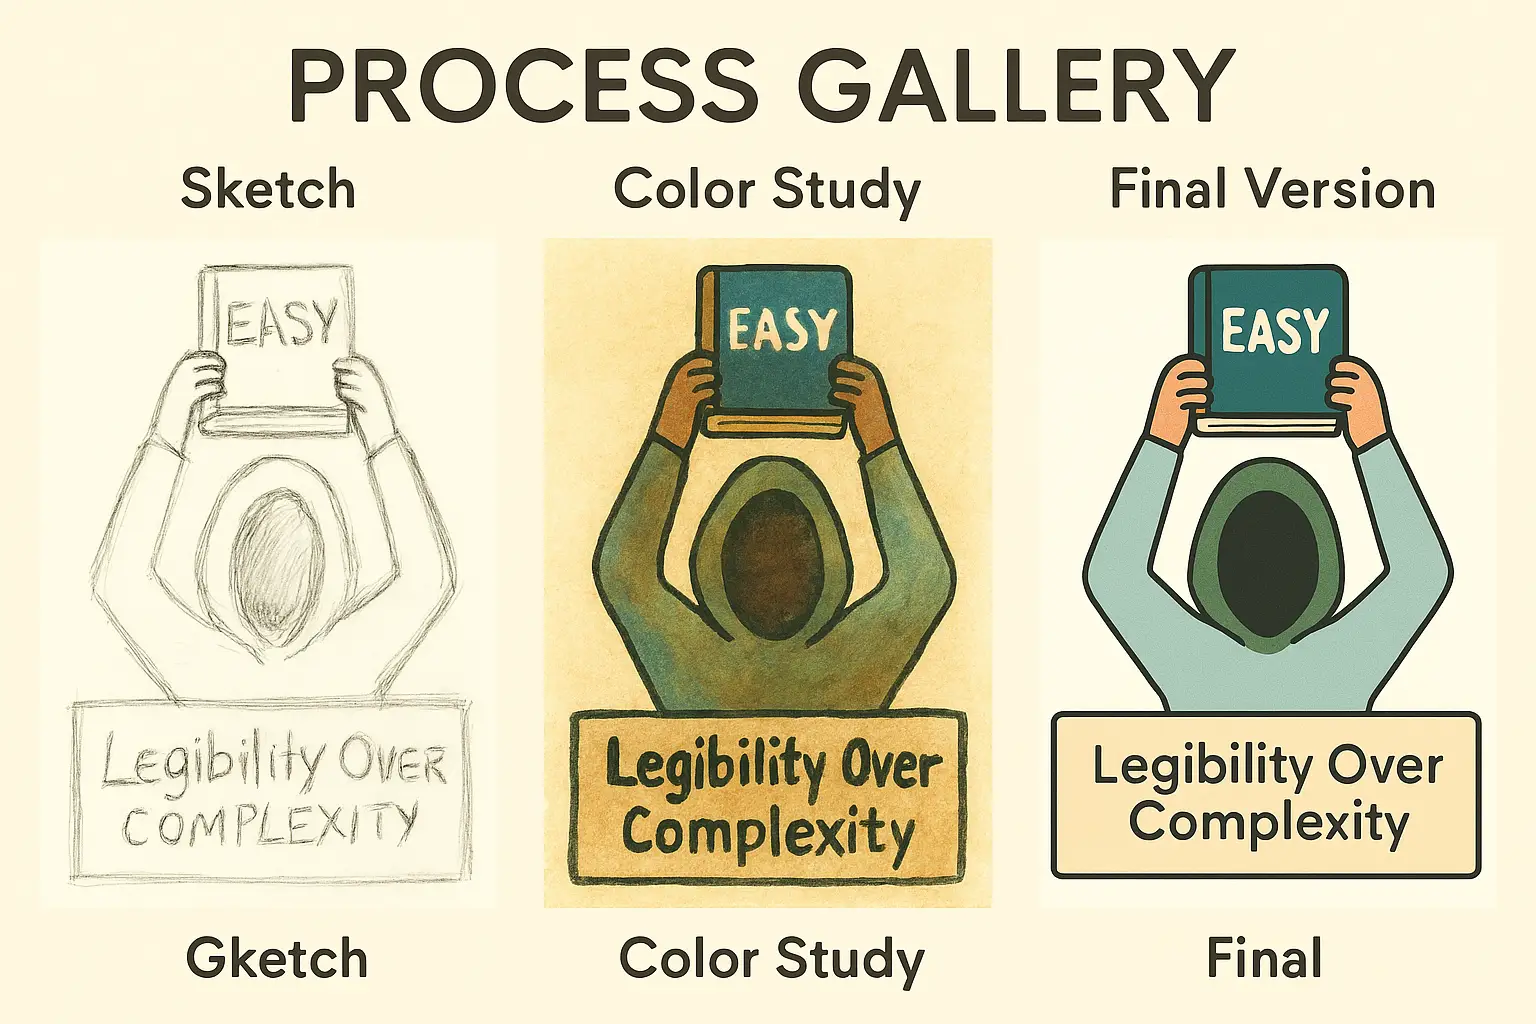 PROCESS GALLERY
Sketch
Color Study
Final Version
EASY
Legibility Over
COMPLEXITY
EASY
Legibility Over
Complexity
EASY
Legibility Over
Complexity
Gketch
Color Study
Final